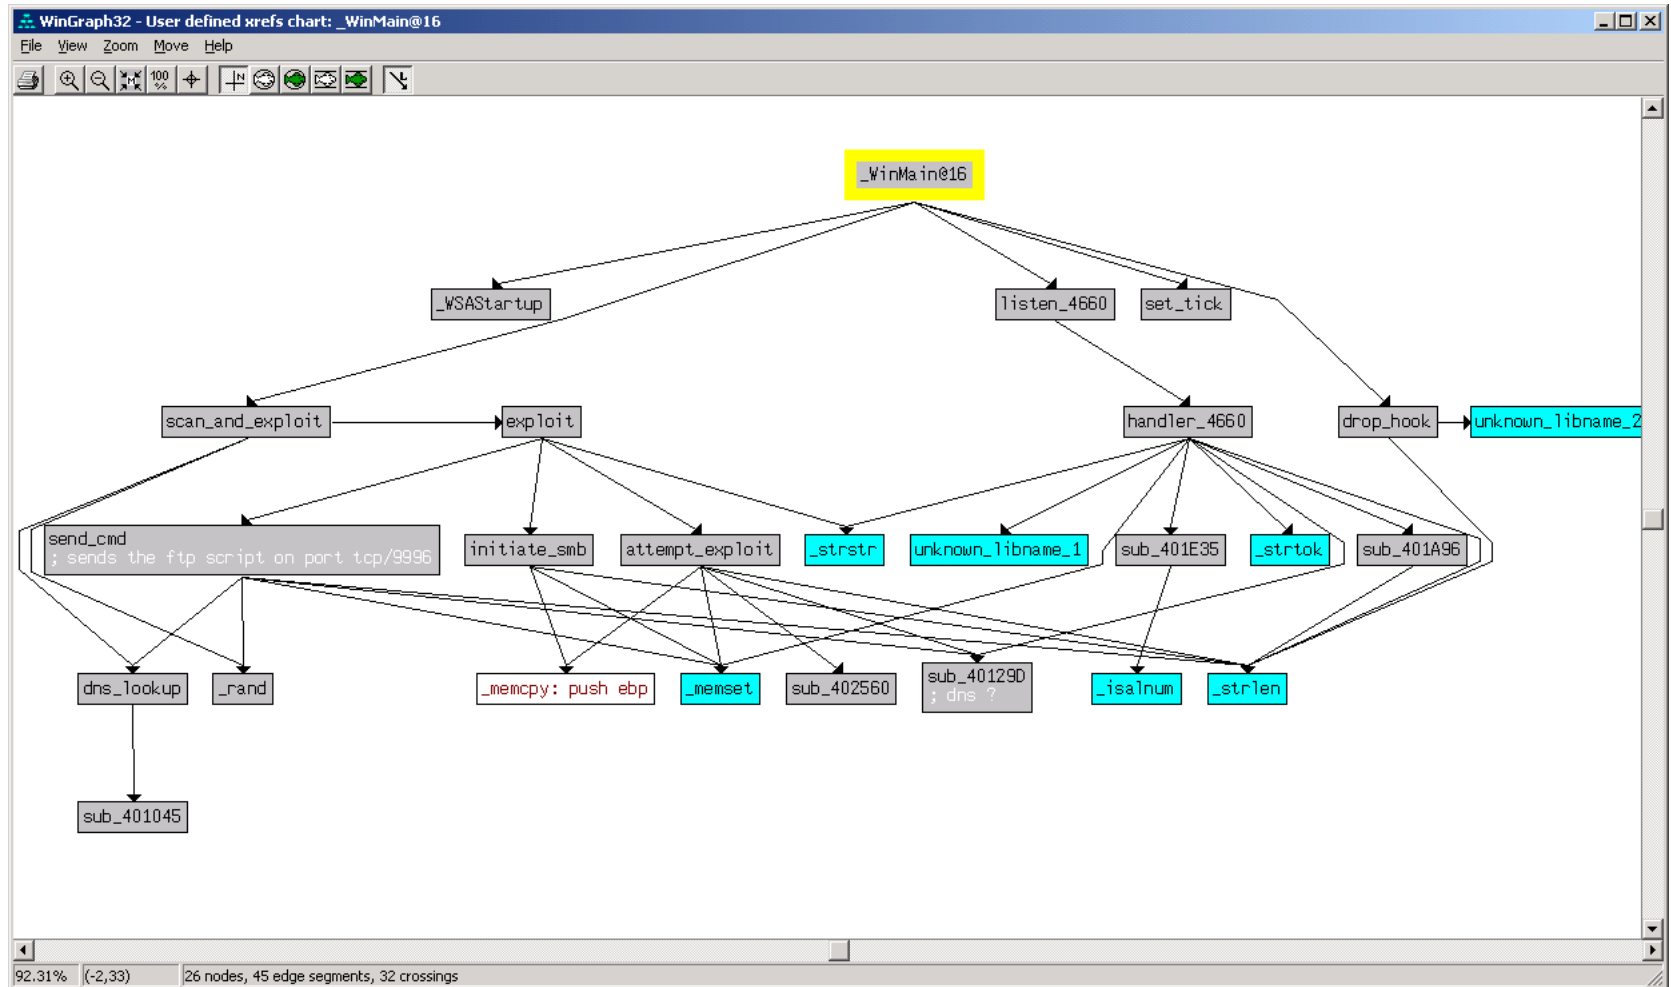 WinGraph32 - User defined xrefs chart: _WinMain@16
File View Zoom Move Help
100 %
N
_WinMain@16
_WSAStartup
listen_4660
set_tick
scan_and_exploit
exploit
handler_4660
drop_hook
unknown_libname_2
send_cmd
; sends the ftp script on port tcp/9996
initiate_smb
attempt_exploit
_strstr
unknown_libname_1
sub_401E35
_strtok
sub_401A96
dns_lookup
_rand
_memcpy: push ebp
_memset
sub_402560
sub_40129D
; dns ?
_isalnum
_strlen
sub_401045
92.31% (-2,33) 26 nodes, 45 edge segments, 32 crossings